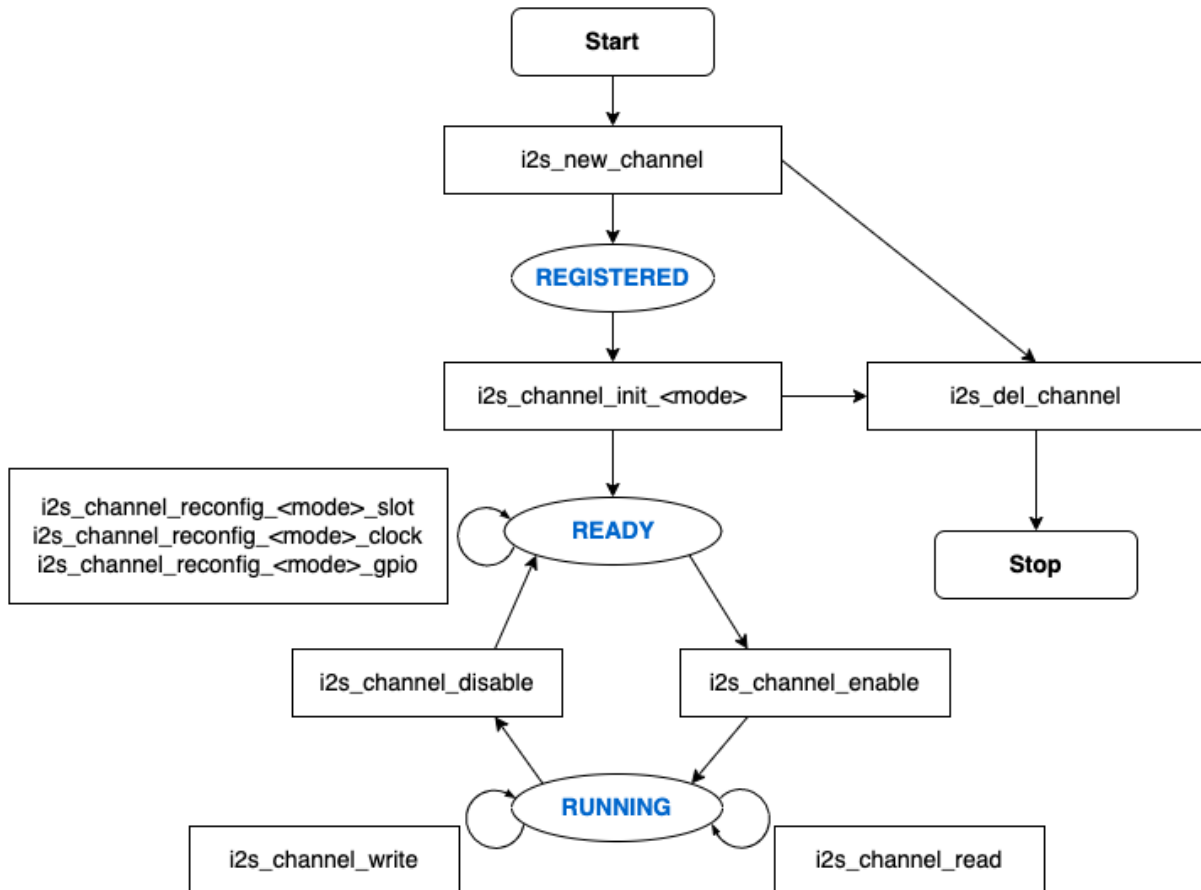 Start
i2s_new_channel
REGISTERED
i2s_channel_init_<mode>
i2s_del_channel
i2s_channel_reconfig_<mode>_slot
i2s_channel_reconfig_<mode>_clock
i2s_channel_reconfig_<mode>_gpio
READY
Stop
i2s_channel_disable
i2s_channel_enable
RUNNING
i2s_channel_write
i2s_channel_read